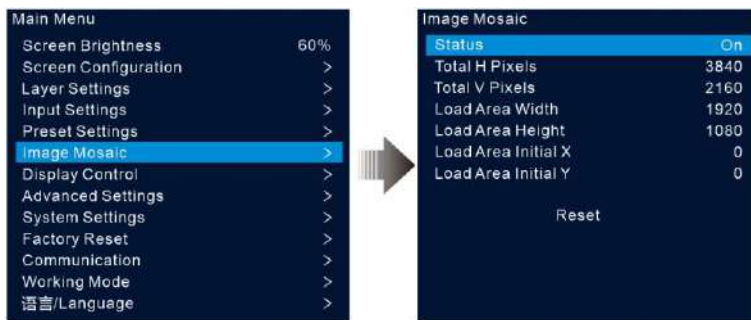 Main Menu
Screen Brightness 60%
Screen Configuration >
Layer Settings >
Input Settings >
Preset Settings >
Image Mosaic >
Display Control >
Advanced Settings >
System Settings >
Factory Reset >
Communication >
Working Mode >
语言/Language >
Image Mosaic
Status On
Total H Pixels 3840
Total V Pixels 2160
Load Area Width 1920
Load Area Height 1080
Load Area Initial X 0
Load Area Initial Y 0
Reset